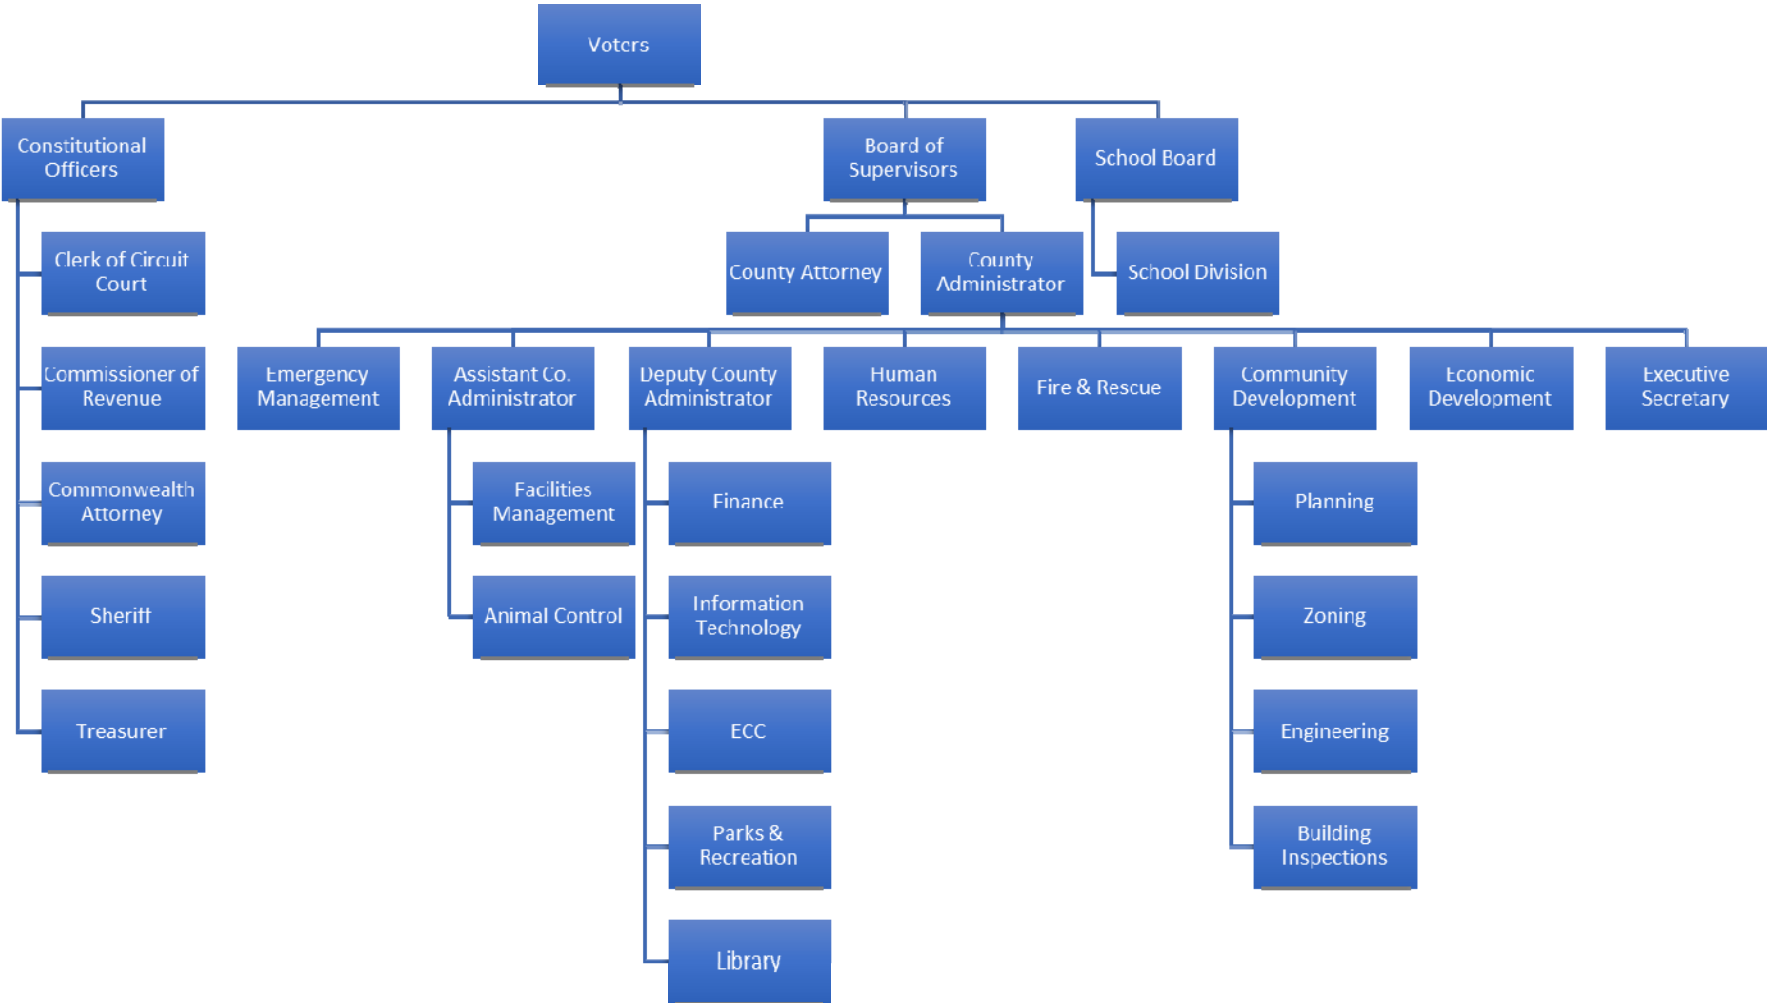 Voters
Constitutional
Officers
Board of
Supervisors
School Board
Clerk of Circuit
Court
County Attorney
County
Administrator
School Division
Commissioner of
Revenue
Emergency
Management
Assistant Co.
Administrator
Deputy County
Administrator
Human
Resources
Fire & Rescue
Community
Development
Economic
Development
Executive
Secretary
Commonwealth
Attorney
Facilities
Management
Finance
Planning
Sheriff
Animal Control
Information
Technology
Zoning
Treasurer
ECC
Engineering
Parks &
Recreation
Building
Inspections
Library